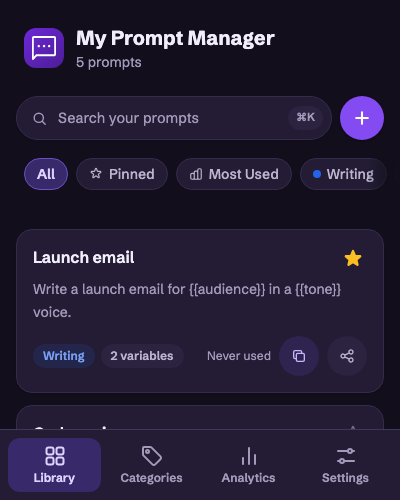 My Prompt Manager
5 prompts
Search your prompts ⌘K
All Pinned Most Used Writing
Launch email
Write a launch email for {{audience}} in a {{tone}}
voice.
Writing 2 variables Never used
Library Categories Analytics Settings